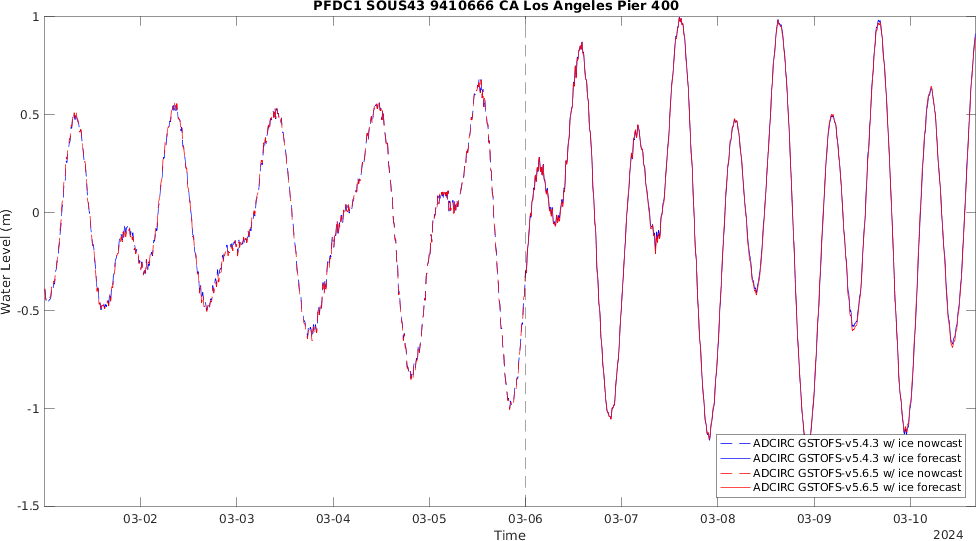 PFDC1 SOUS43 9410666 CA Los Angeles Pier 400
1
0.5
0
-0.5
-1
-1.5
Water Level (m)
03-02 03-03 03-04 03-05 03-06 03-07 03-08 03-09 03-10
Time
2024
ADCIRC GSTOFS-v5.4.3 w/ ice nowcast
ADCIRC GSTOFS-v5.4.3 w/ ice forecast
ADCIRC GSTOFS-v5.6.5 w/ ice nowcast
ADCIRC GSTOFS-v5.6.5 w/ ice forecast